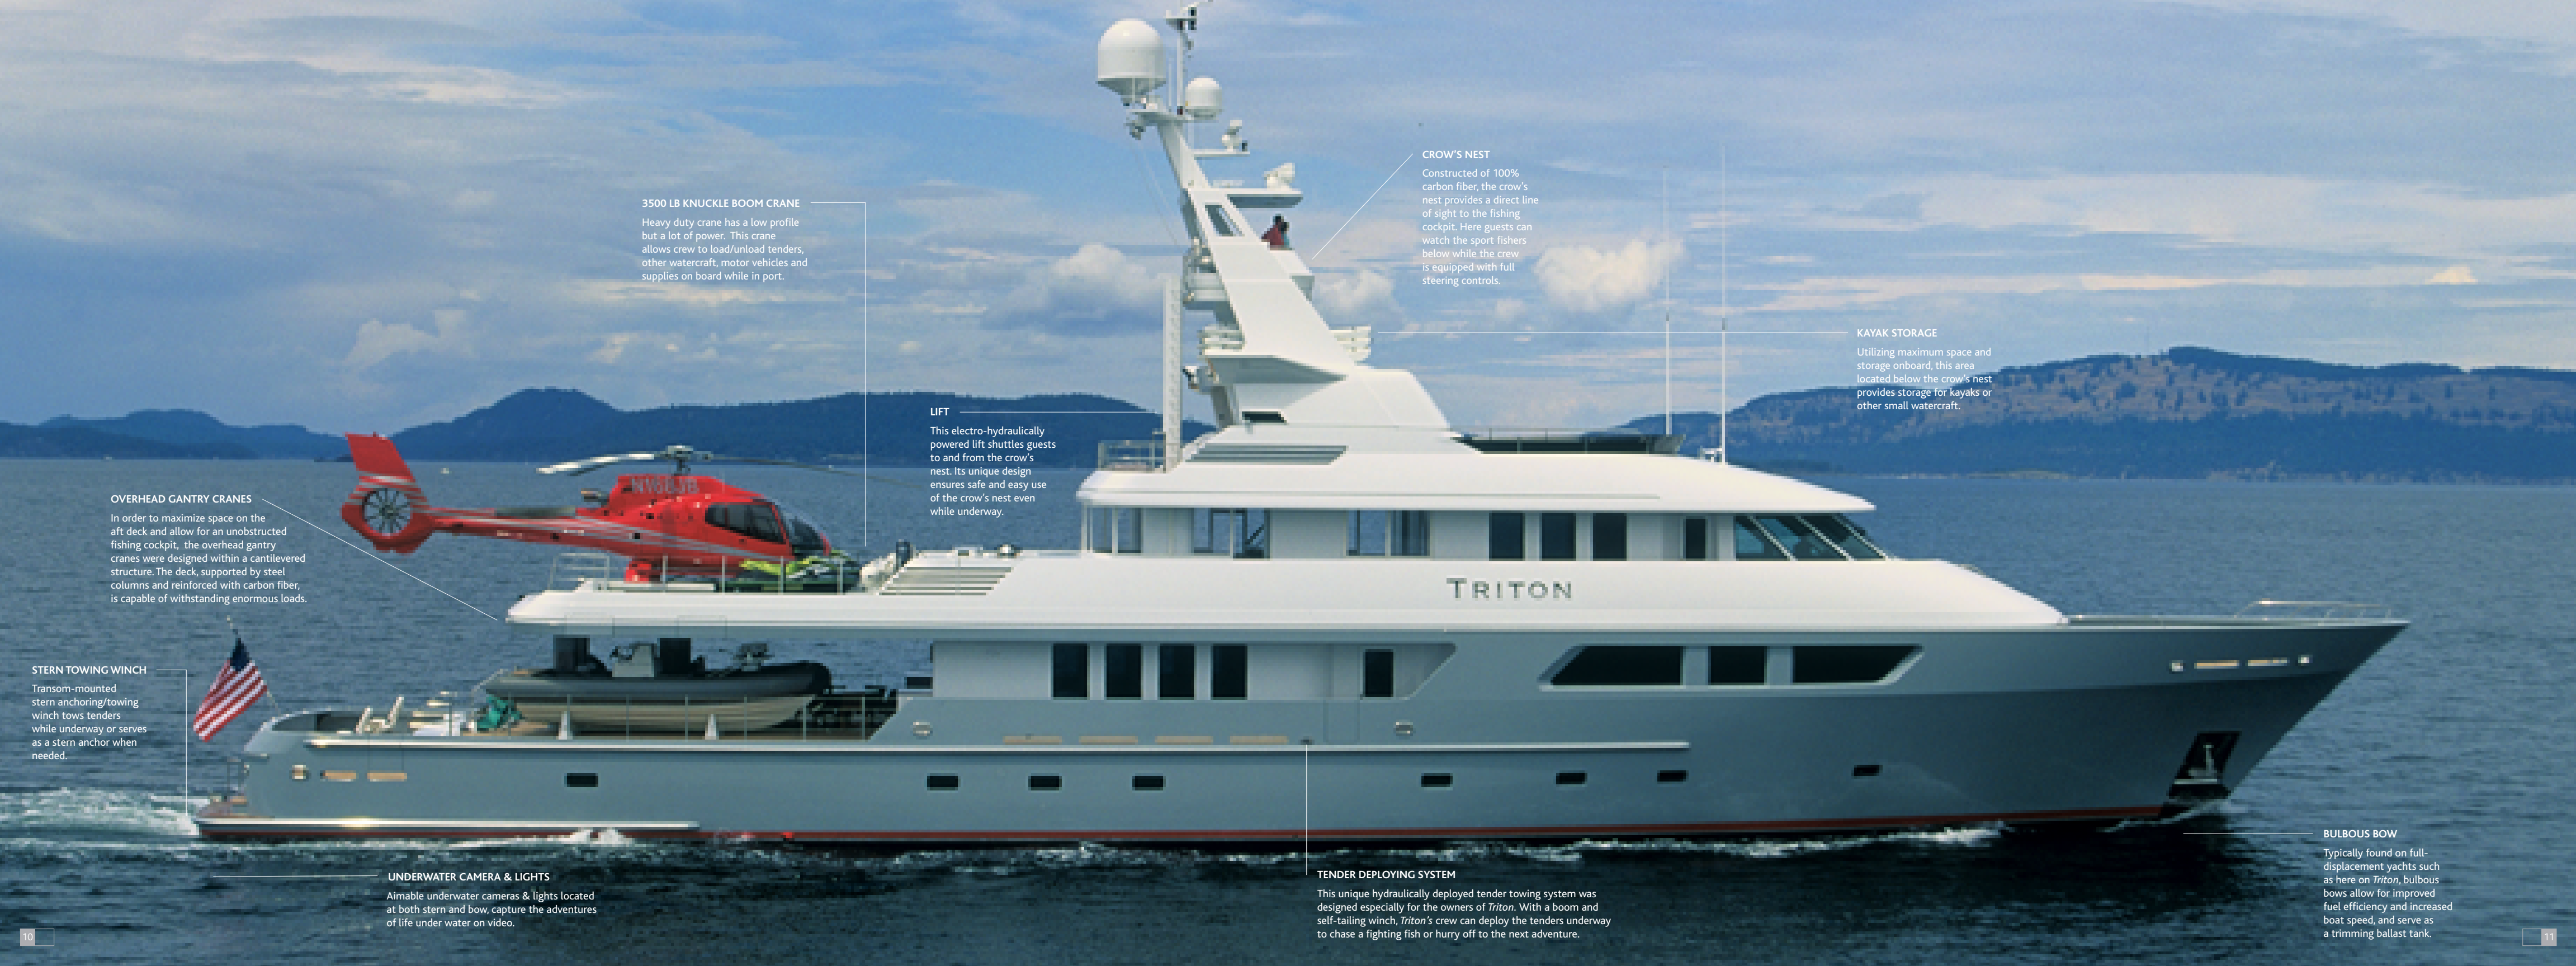 CROW'S NEST
Constructed of 100%
carbon fiber, the crow's
nest provides a direct line
of sight to the fishing
cockpit. Here guests can
watch the sport fishers
below while the crew
is equipped with full
steering controls.
3500 LB KNUCKLE BOOM CRANE
Heavy duty crane has a low profile
but a lot of power. This crane
allows crew to load/unload tenders,
other watercraft, motor vehicles and
supplies on board while in port.
KAYAK STORAGE
Utilizing maximum space and
storage onboard, this area
located below the crow's nest
provides storage for kayaks or
other small watercraft.
LIFT
This electro-hydraulically
powered lift shuttles guests
to and from the crow's
nest. Its unique design
ensures safe and easy use
of the crow's nest even
while underway.
OVERHEAD GANTRY CRANES
In order to maximize space on the
aft deck and allow for an unobstructed
fishing cockpit, the overhead gantry
cranes were designed within a cantilevered
structure. The deck, supported by steel
columns and reinforced with carbon fiber,
is capable of withstanding enormous loads.
TRITON
STERN TOWING WINCH
Transom-mounted
stern anchoring/towing
winch tows tenders
while underway or serves
as a stern anchor when
needed.
UNDERWATER CAMERA & LIGHTS
Aimable underwater cameras & lights located
at both stern and bow, capture the adventures
of life under water on video.
TENDER DEPLOYING SYSTEM
This unique hydraulically deployed tender towing system was
designed especially for the owners of Triton. With a boom and
self-tailing winch, Triton's crew can deploy the tenders underway
to chase a fighting fish or hurry off to the next adventure.
BULBOUS BOW
Typically found on full-
displacement yachts such
as here on Triton, bulbous
bows allow for improved
fuel efficiency and increased
boat speed, and serve as
a trimming ballast tank.
10
11